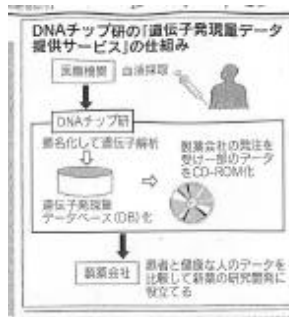 DNAチップ研の「遺伝子発現量データ
提供サービス」の仕組み
医療機関
血液採取
DNAチップ研
匿名化して遺伝子解析
製薬会社の発注を
受け一部のデータ
をCD-ROM化
遺伝子発現量
データベース(DB)化
製薬会社
患者と健康な人のデータを
比較して新薬の研究開発に
役立てる